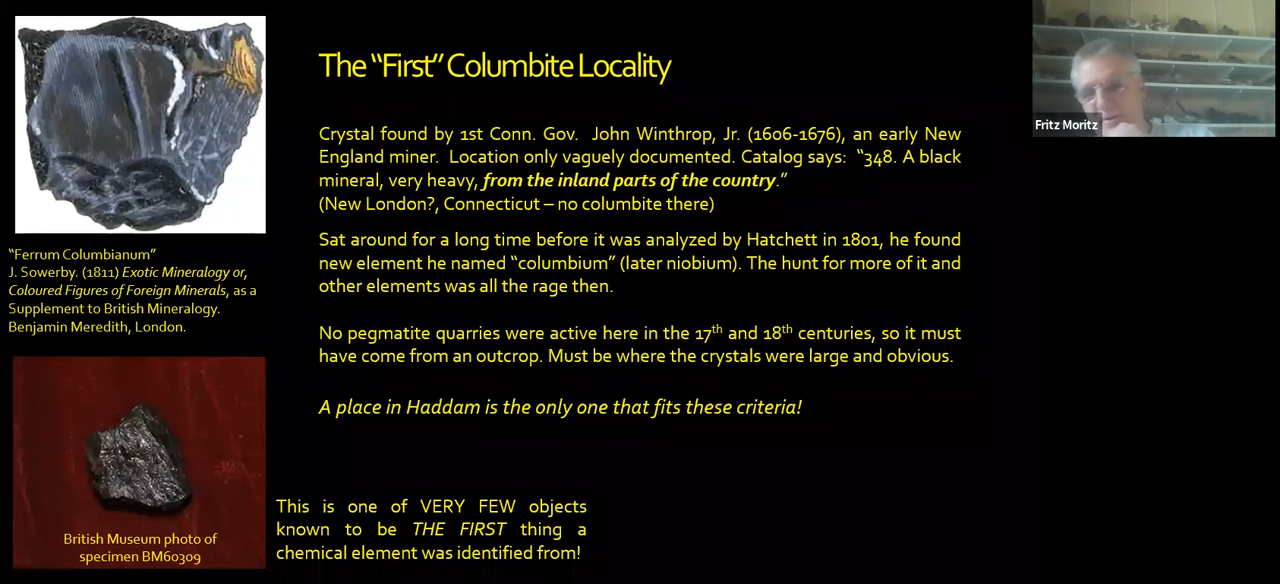 The “First” Columbite Locality
Crystal found by 1st Conn. Gov. John Winthrop, Jr. (1606-1676), an early New
England miner. Location only vaguely documented. Catalog says: “348. A black
mineral, very heavy, from the inland parts of the country.”
(New London?, Connecticut – no columbite there)
Sat around for a long time before it was analyzed by Hatchett in 1801, he found
new element he named “columbium” (later niobium). The hunt for more of it and
other elements was all the rage then.
No pegmatite quarries were active here in the 17th and 18th centuries, so it must
have come from an outcrop. Must be where the crystals were large and obvious.
A place in Haddam is the only one that fits these criteria!
“Ferrum Columbianum”
J. Sowerby. (1811) Exotic Mineralogy or,
Coloured Figures of Foreign Minerals, as a
Supplement to British Mineralogy.
Benjamin Meredith, London.
British Museum photo of
specimen BM60309
This is one of VERY FEW objects
known to be THE FIRST thing a
chemical element was identified from!
Fritz Moritz